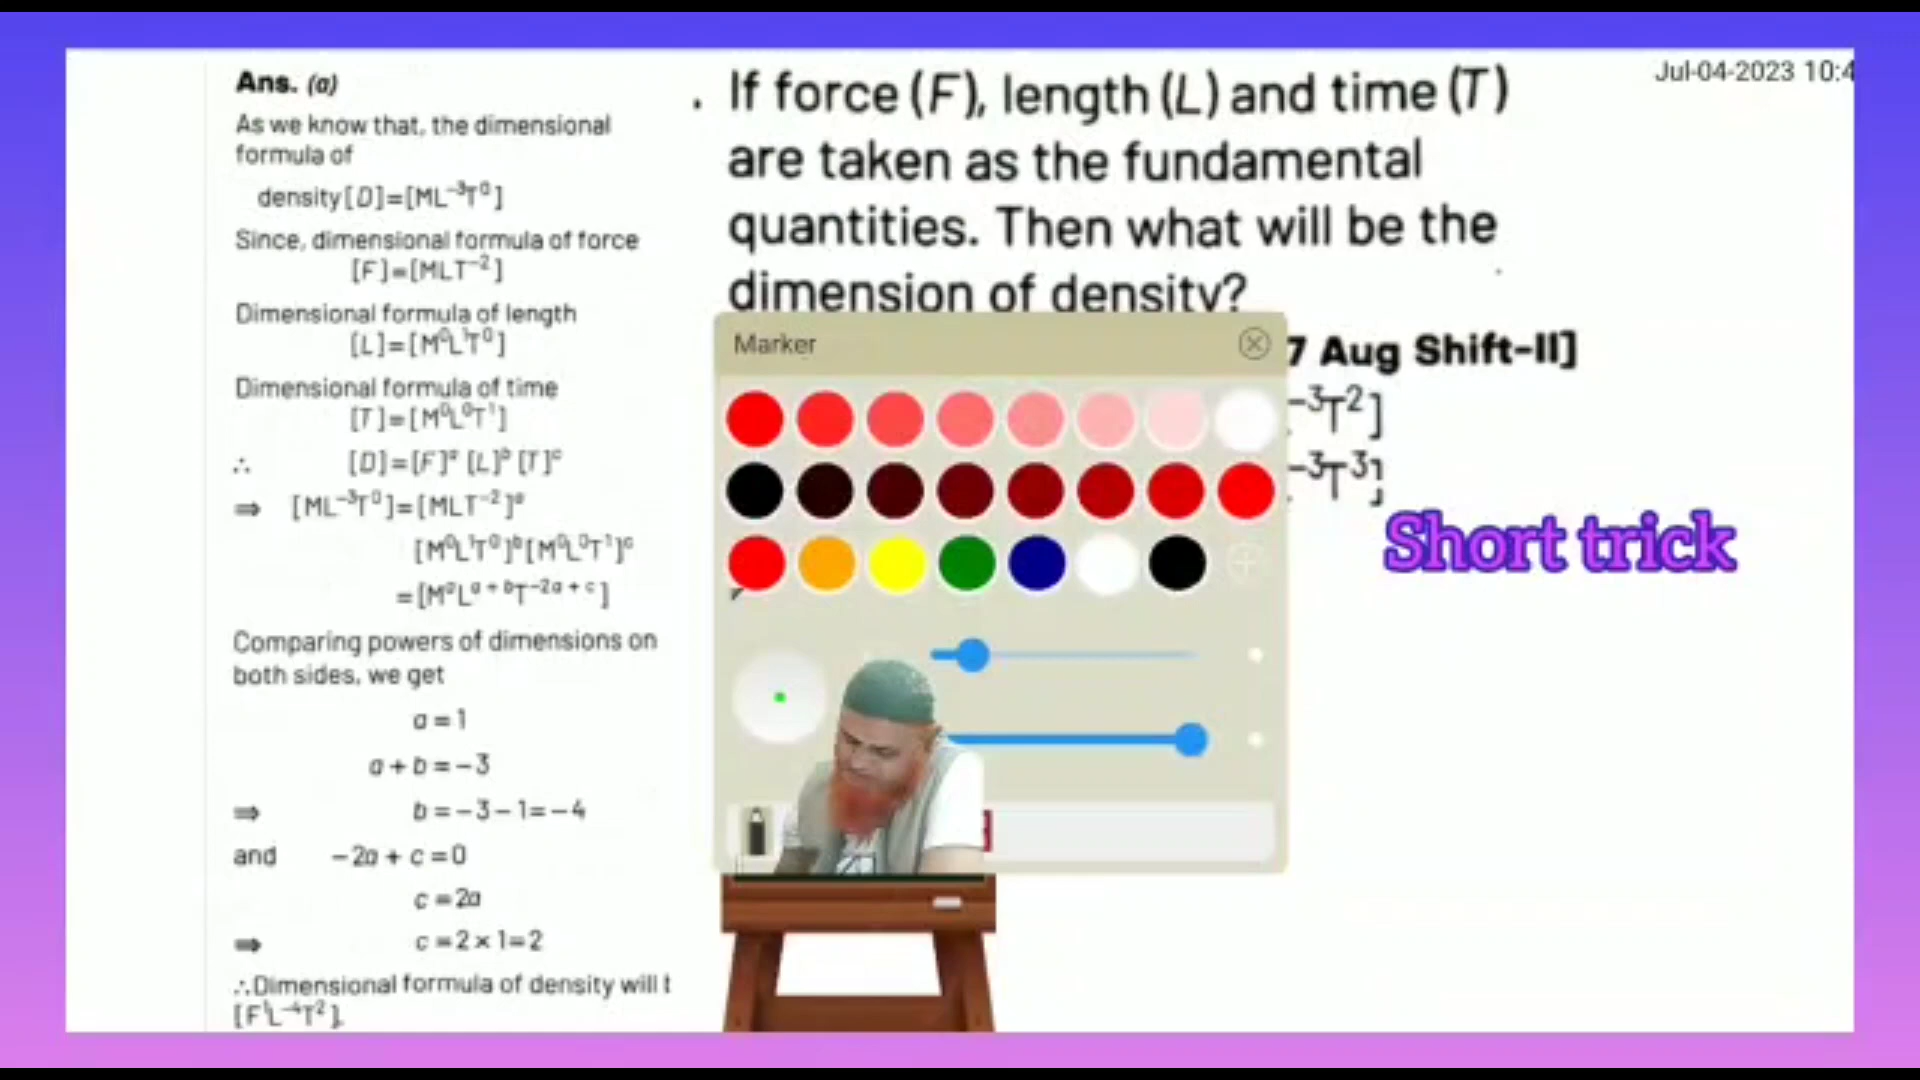 Ans. (a)
As we know that, the dimensional
formula of
density [D]=[ML⁻³T⁰]
Since, dimensional formula of force
[F]=[MLT⁻²]
Dimensional formula of length
[L]=[M⁰L¹T⁰]
Dimensional formula of time
[T]=[M⁰L⁰T¹]
∴ [D]=[F]ᵃ [L]ᵇ [T]ᶜ
⇒ [ML⁻³T⁰]=[MLT⁻²]ᵃ
[M⁰L¹T⁰]ᵇ[M⁰L⁰T¹]ᶜ
=[MᵃLᵃ⁺ᵇT⁻²ᵃ⁺ᶜ]
Comparing powers of dimensions on
both sides, we get
a = 1
a + b = −3
⇒ b = −3 − 1 = −4
and −2a + c = 0
c = 2a
⇒ c = 2 × 1 = 2
∴ Dimensional formula of density will
[F¹L⁻⁴T²].
Jul-04-2023 10:4
. If force (F), length (L) and time (T)
are taken as the fundamental
quantities. Then what will be the
dimension of density?
7 Aug Shift-II]
⁻³T²]
⁻³T³]
Marker
Short trick